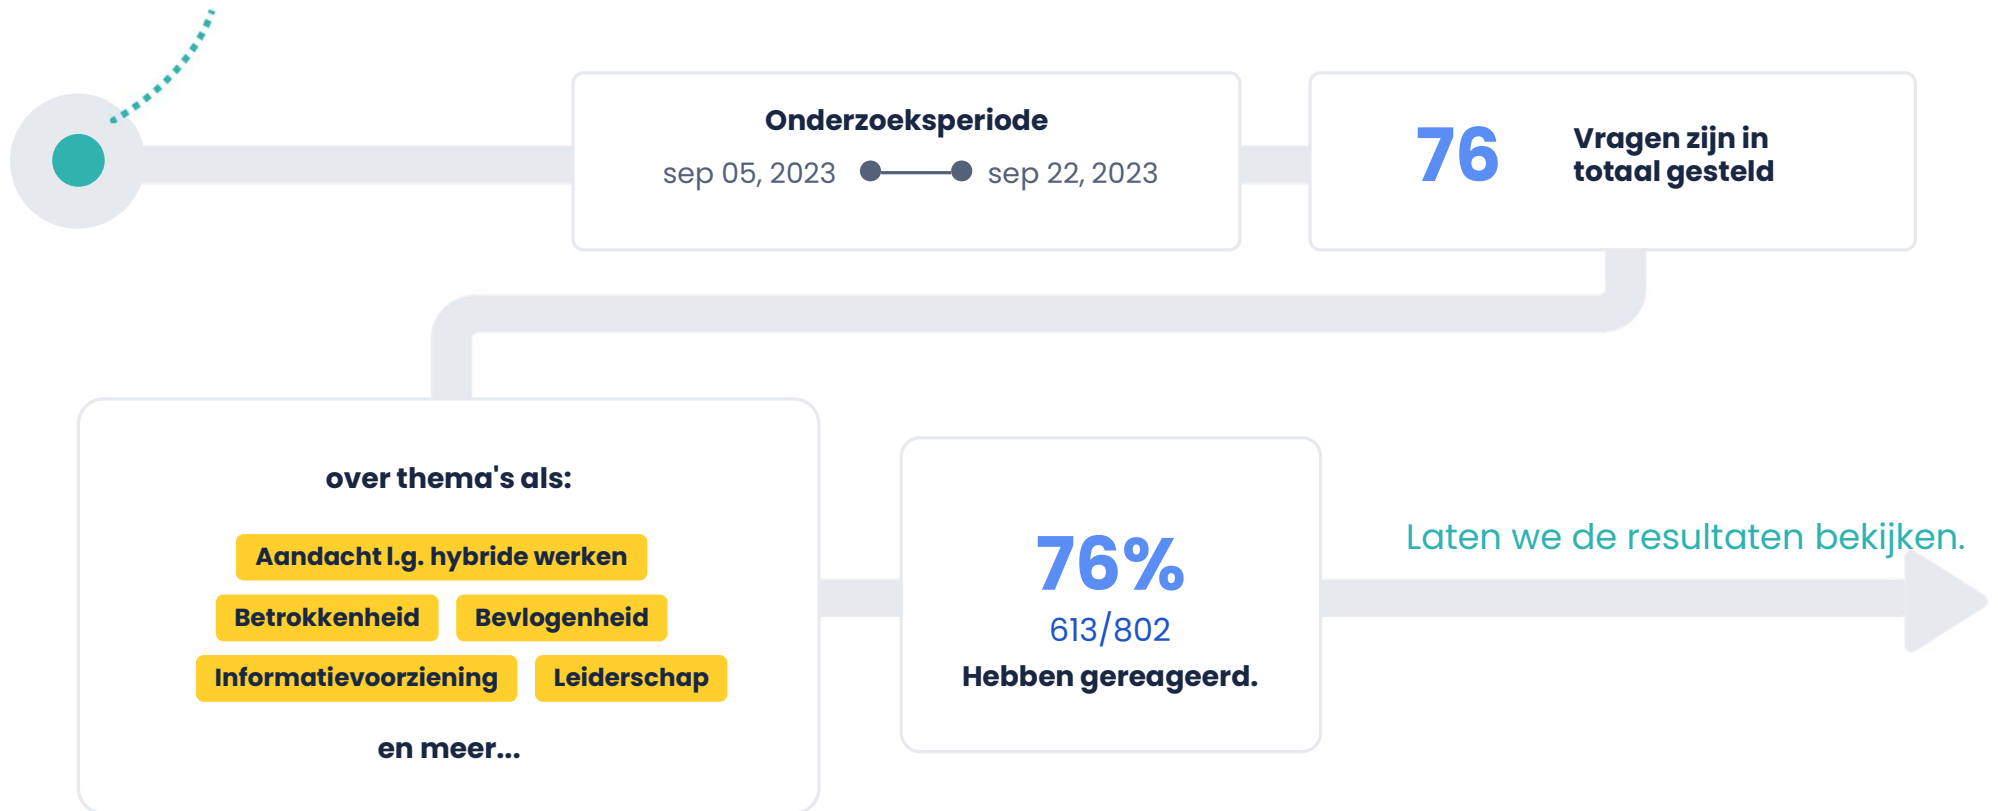 Onderzoeksperiode
sep 05, 2023 sep 22, 2023
76
Vragen zijn in
totaal gesteld
over thema's als:
Aandacht l.g. hybride werken
Betrokkenheid Bevlogenheid
Informatievoorziening Leiderschap
en meer...
76%
613/802
Hebben gereageerd.
Laten we de resultaten bekijken.